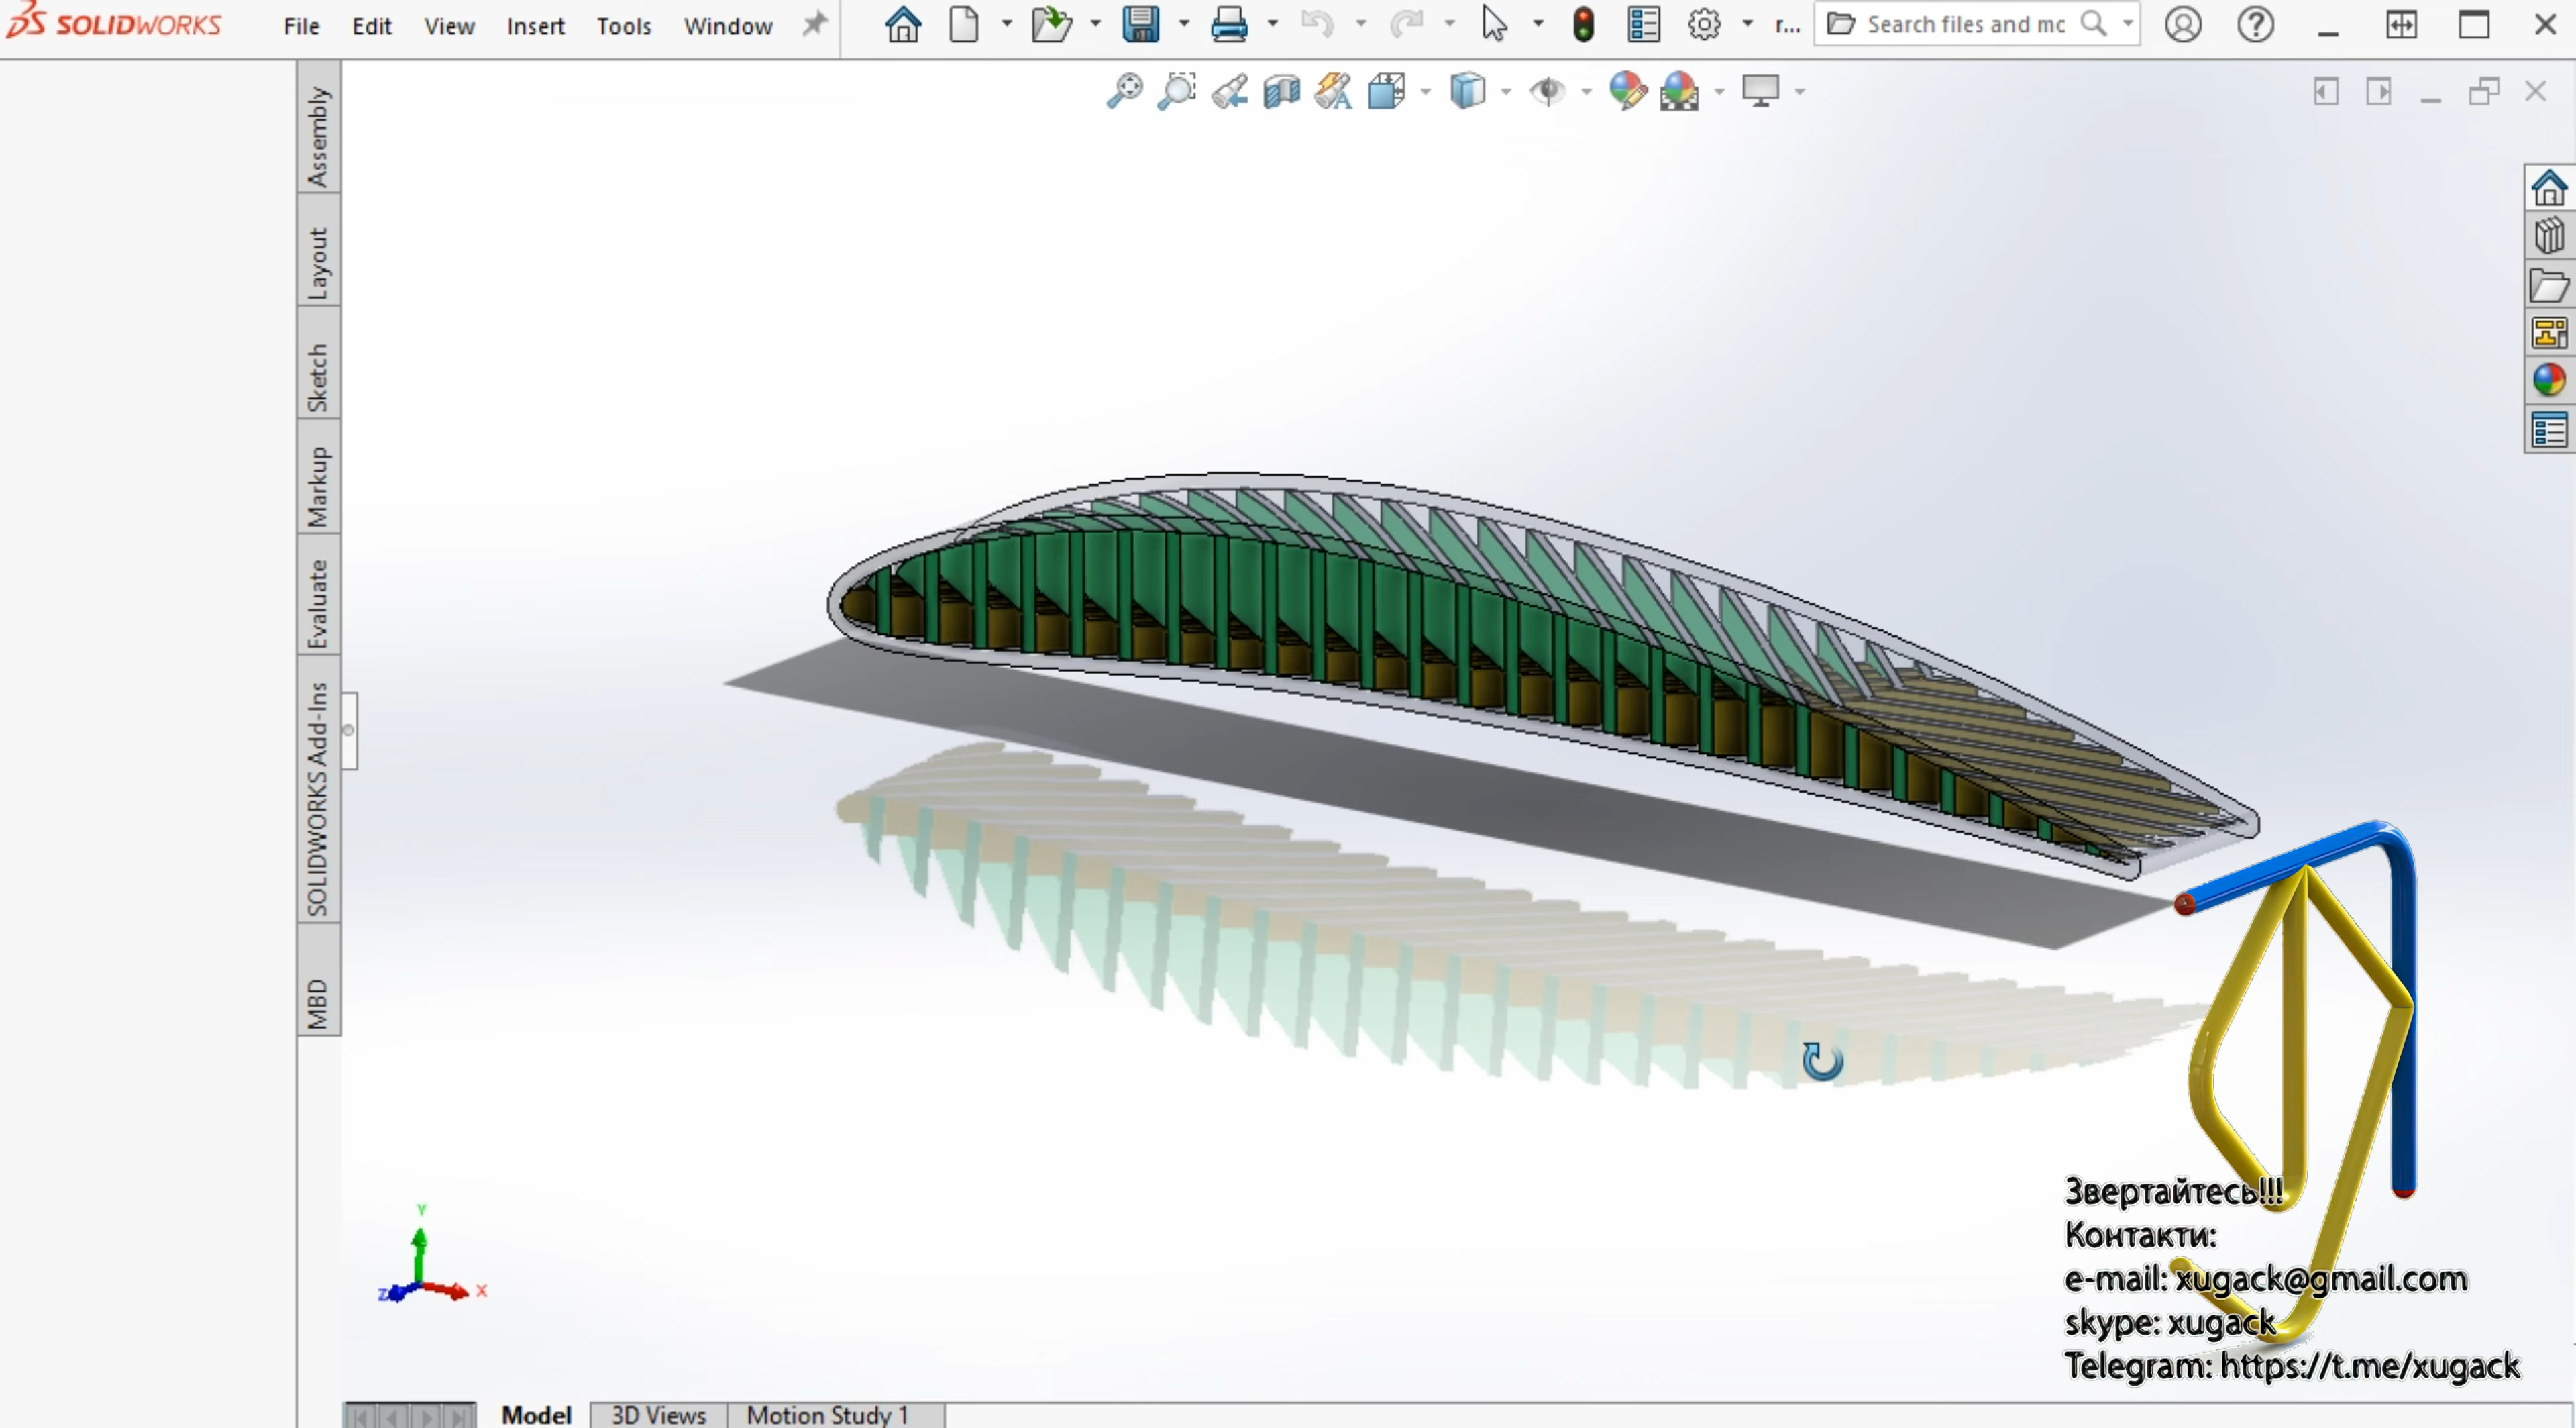 SOLIDWORKS File Edit View Insert Tools Window r... Search files and mc
Assembly
Layout
Sketch
Markup
Evaluate
SOLIDWORKS Add-Ins
MBD
Y
Z X
Звертайтесь!!!
Контакти:
e-mail: xugack@gmail.com
skype: xugack
Telegram: https://t.me/xugack
Model 3D Views Motion Study 1